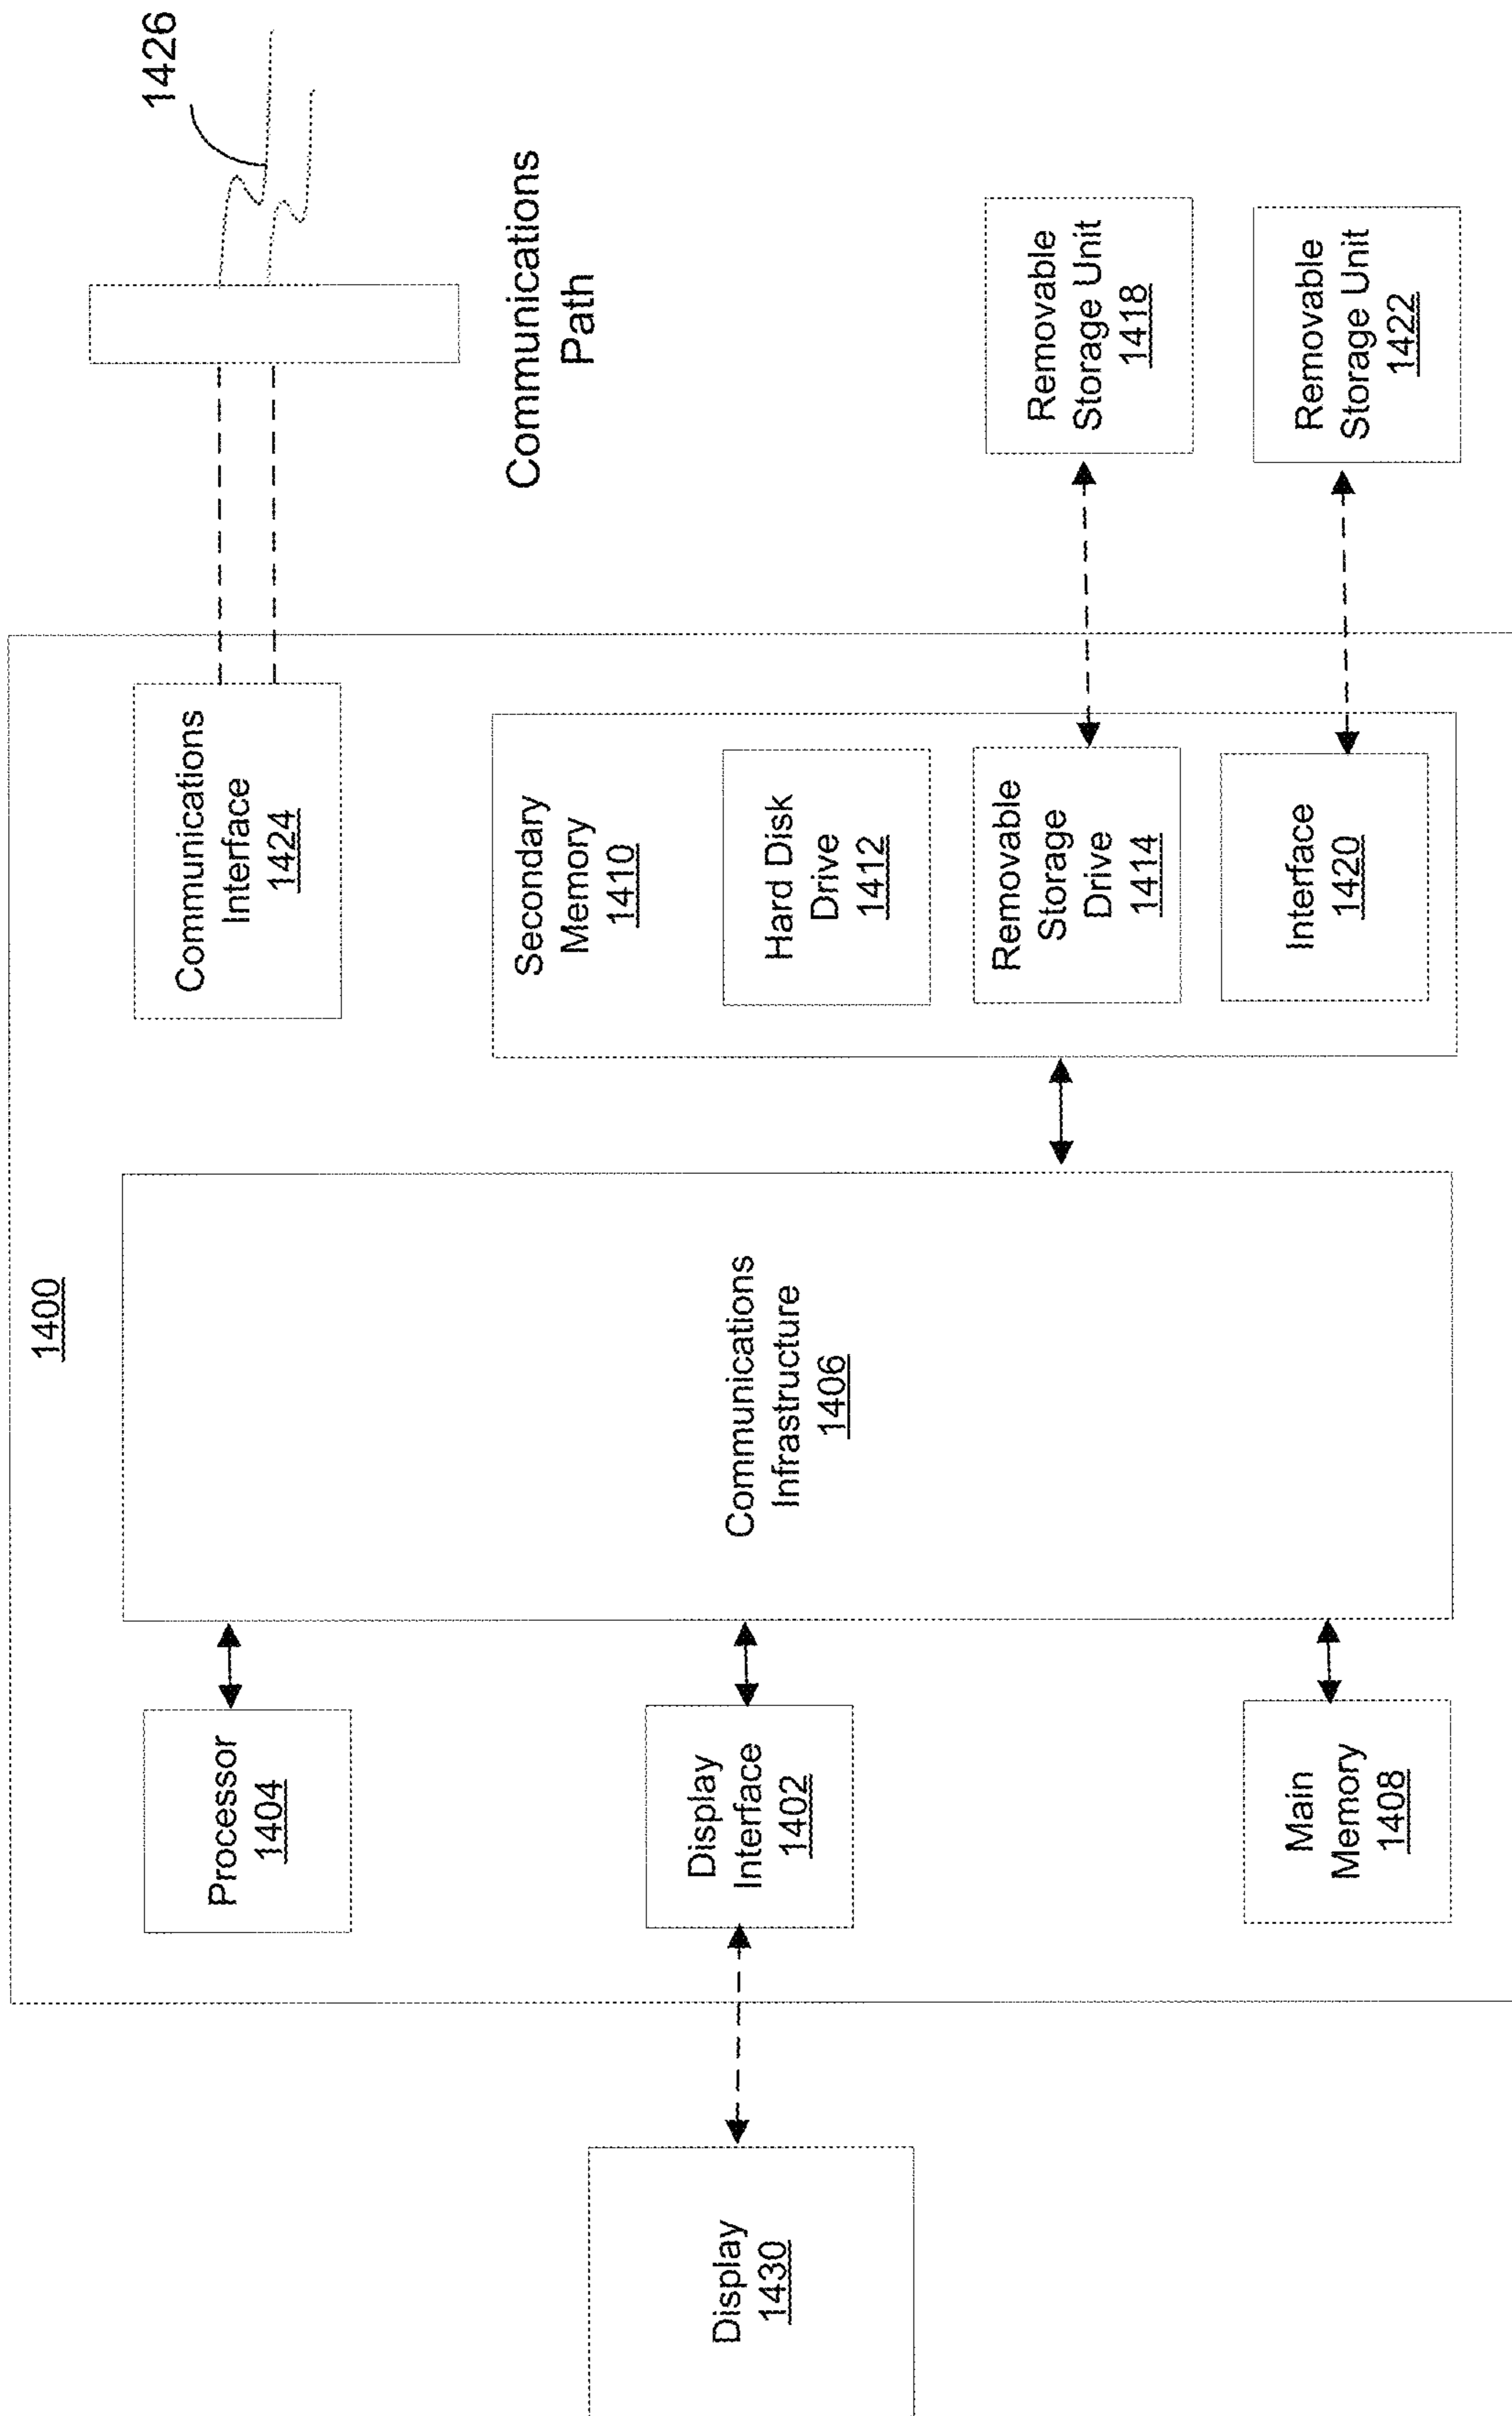 1400
Display
1430
Processor
1404
Display
Interface
1402
Main
Memory
1408
Communications
Infrastructure
1406
Communications
Interface
1424
Secondary
Memory
1410
Hard Disk
Drive
1412
Removable
Storage
Drive
1414
Interface
1420
1426
Communications
Path
Removable
Storage Unit
1418
Removable
Storage Unit
1422